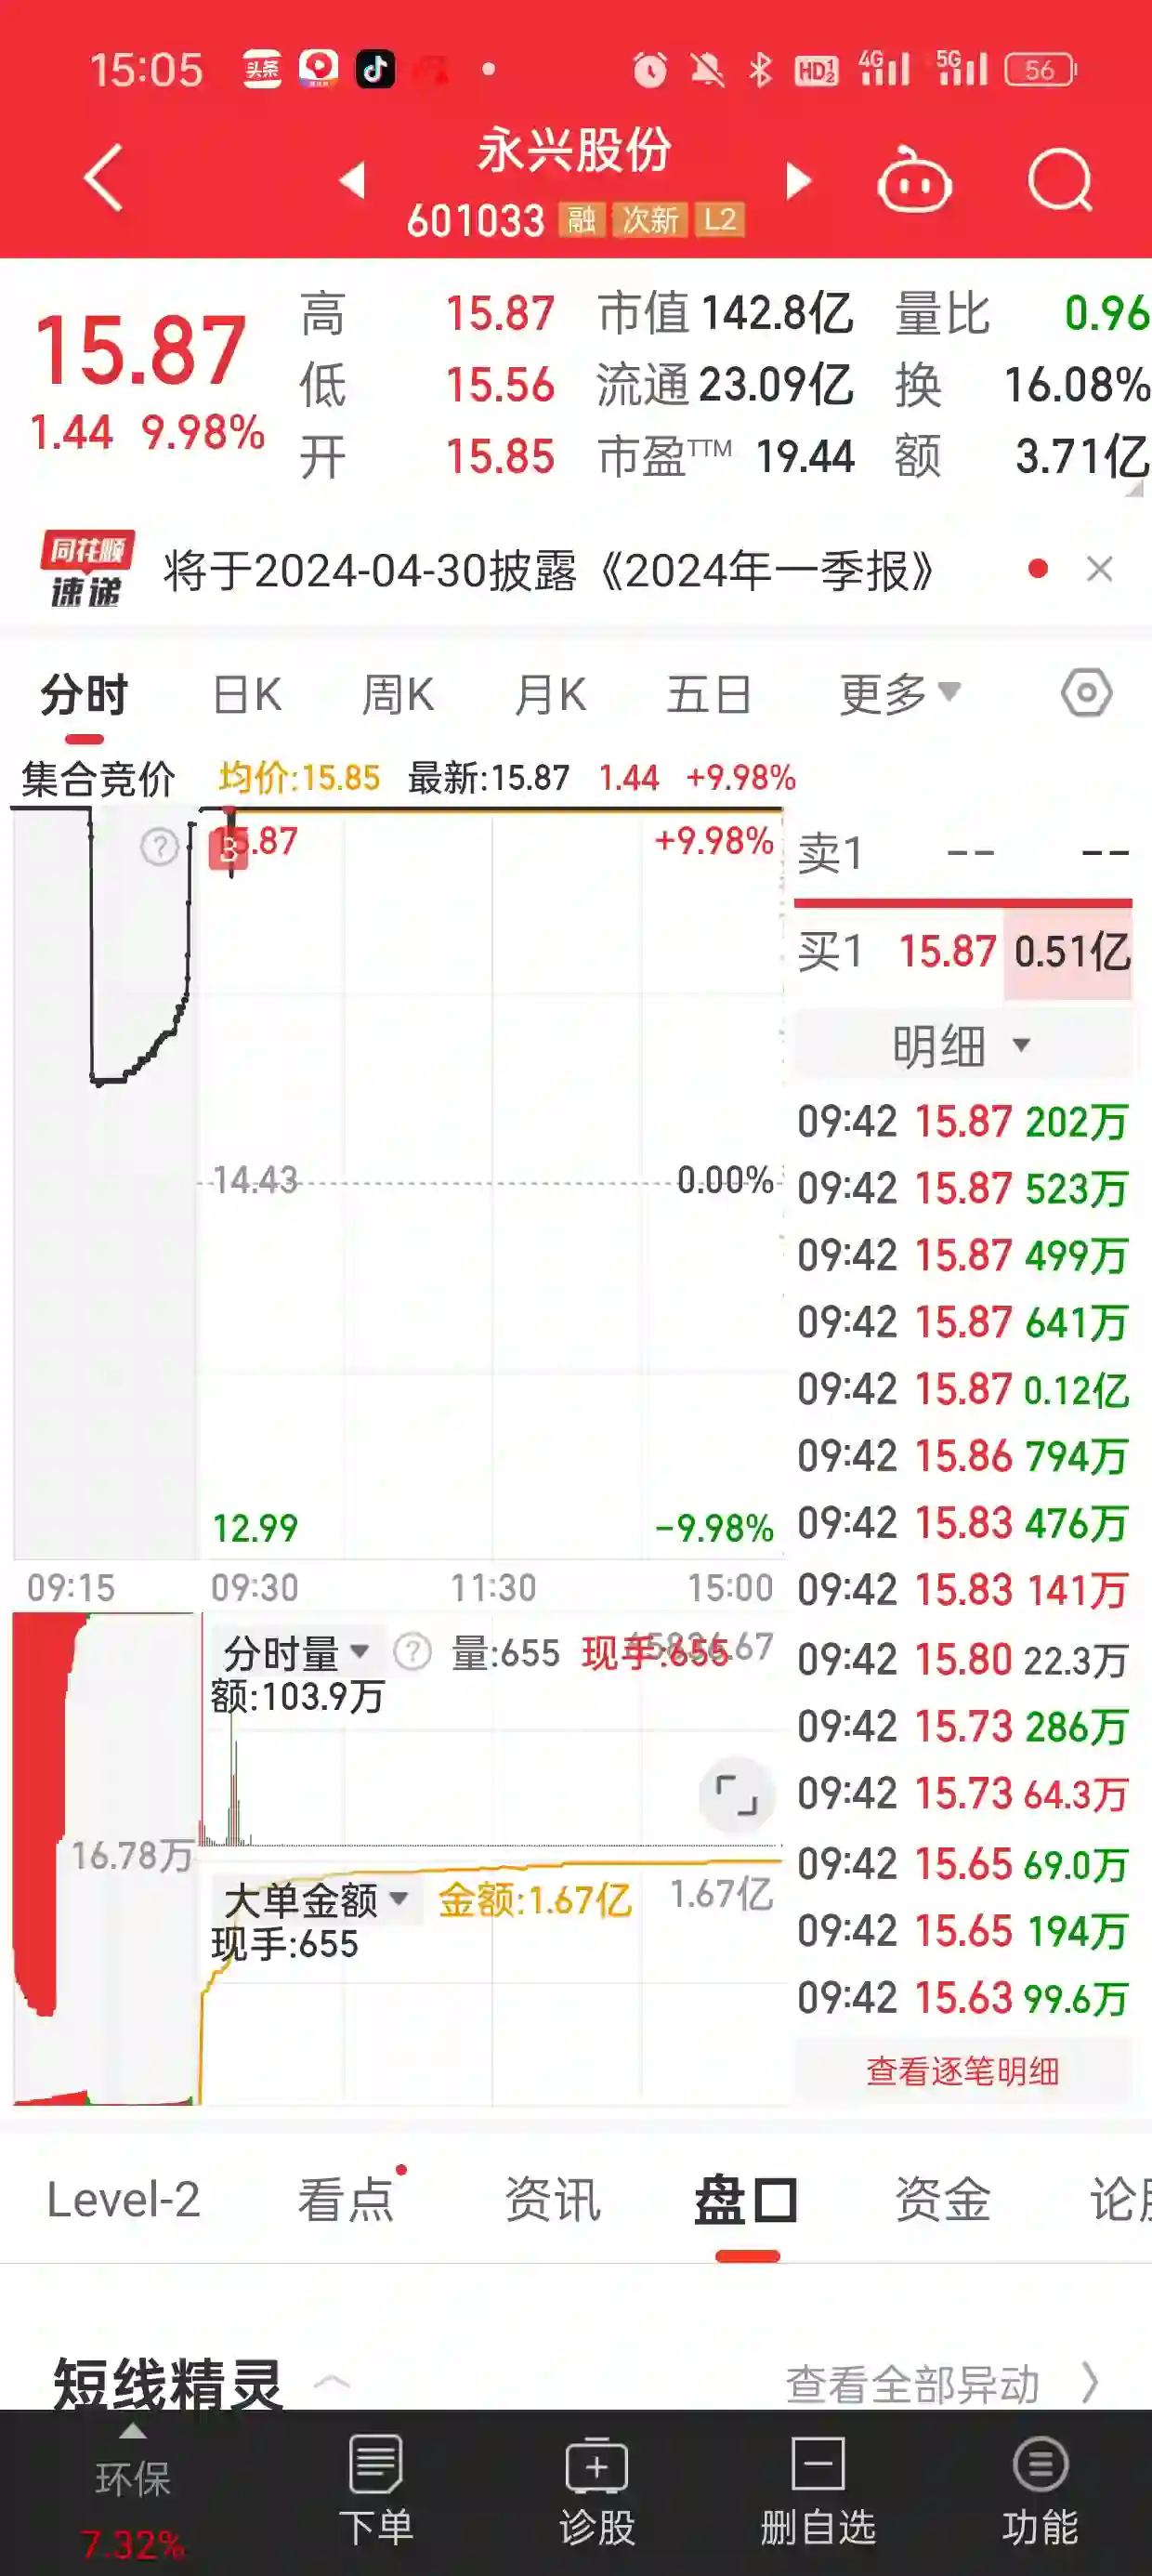 15:05 头条 HD1 2 4G 5G 56
永兴股份
601033 融 次新 L2
15.87
1.44 9.98%
高 15.87 市值 142.8亿 量比 0.96
低 15.56 流通 23.09亿 换 16.08%
开 15.85 市盈TTM 19.44 额 3.71亿
同花顺
速递
将于2024-04-30披露《2024年一季报》
分时 日K 周K 月K 五日 更多
集合竞价 均价:15.85 最新:15.87 1.44 +9.98%
? B 5.87 +9.98%
14.43 0.00%
12.99 -9.98%
09:15 09:30 11:30 15:00
分时量 ? 量:655 现手:655
额:103.9万
16.78万
大单金额 金额:1.67亿 1.67亿
现手:655
卖1 -- --
买1 15.87 0.51亿
明细
09:42 15.87 202万
09:42 15.87 523万
09:42 15.87 499万
09:42 15.87 641万
09:42 15.87 0.12亿
09:42 15.86 794万
09:42 15.83 476万
09:42 15.83 141万
09:42 15.80 22.3万
09:42 15.73 286万
09:42 15.73 64.3万
09:42 15.65 69.0万
09:42 15.65 194万
09:42 15.63 99.6万
查看逐笔明细
Level-2 看点 资讯 盘口 资金 论股
短线精灵 查看全部异动
环保
7.32%
下单 诊股 删自选 功能